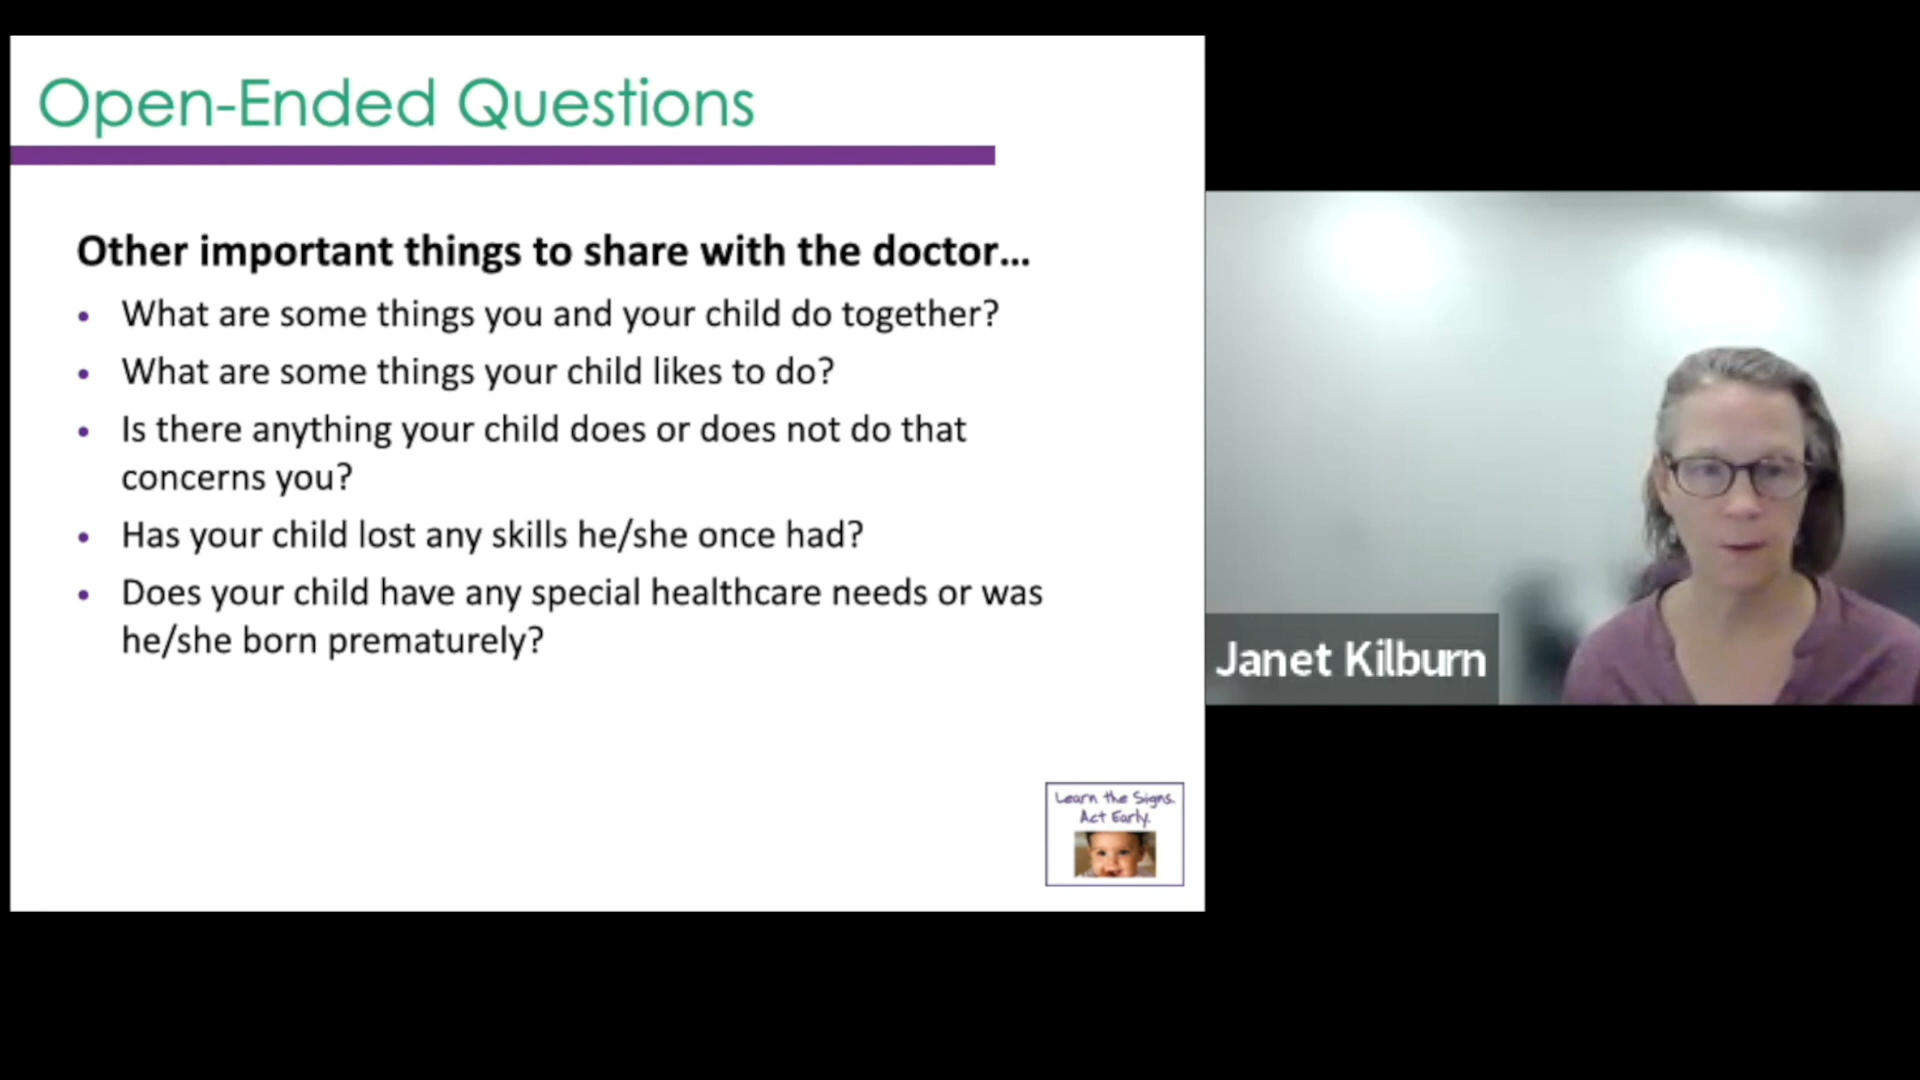 Open-Ended Questions
Other important things to share with the doctor...
• What are some things you and your child do together?
• What are some things your child likes to do?
• Is there anything your child does or does not do that
concerns you?
• Has your child lost any skills he/she once had?
• Does your child have any special healthcare needs or was
he/she born prematurely?
Janet Kilburn
Learn the Signs.
Act Early.